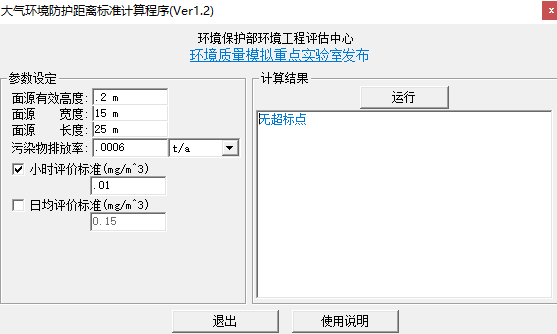 大气环境防护距离标准计算程序(Ver1.2)
x
环境保护部环境工程评估中心
环境质量模拟重点实验室发布
参数设定
面源有效高度: .2 m
面源 宽度: 15 m
面源 长度: 25 m
污染物排放率: .0006 t/a
小时评价标准(mg/m^3)
.01
日均评价标准(mg/m^3)
0.15
计算结果
运行
无超标点
退出
使用说明